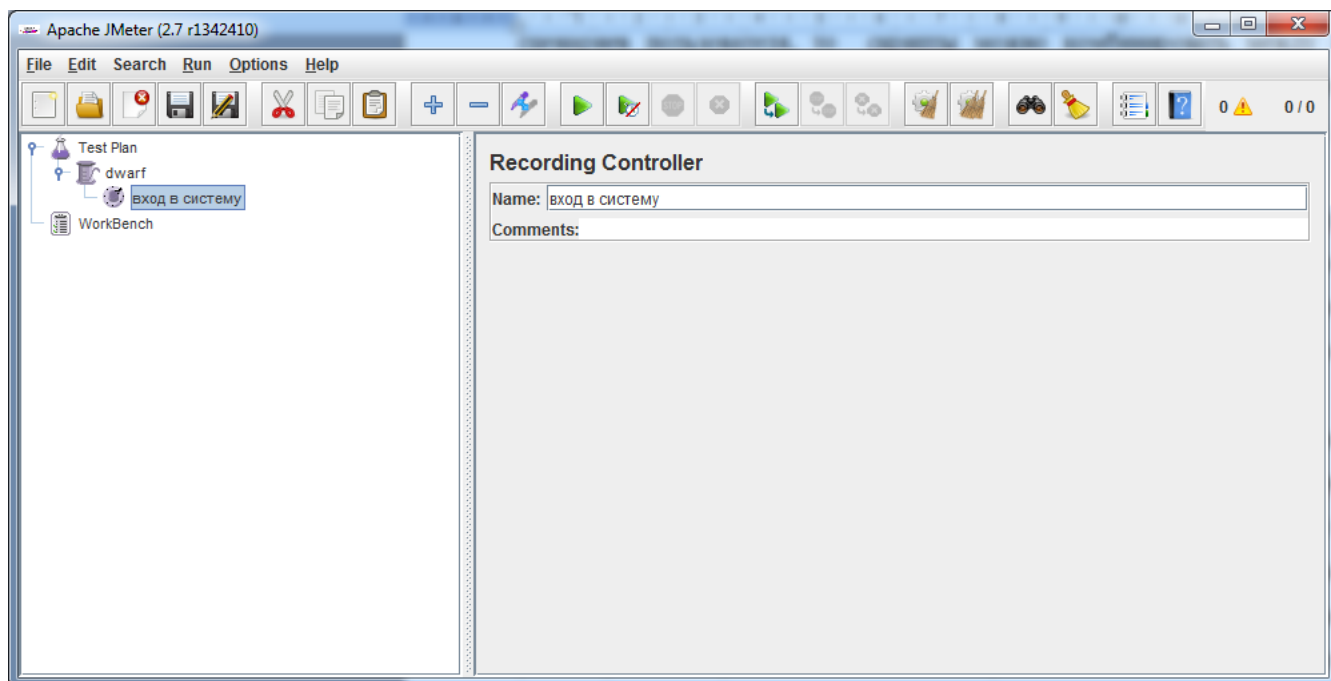 Apache JMeter (2.7 r1342410)
File Edit Search Run Options Help
STOP
? 0 0 / 0
Test Plan
dwarf
вход в систему
WorkBench
Recording Controller
Name: вход в систему
Comments: